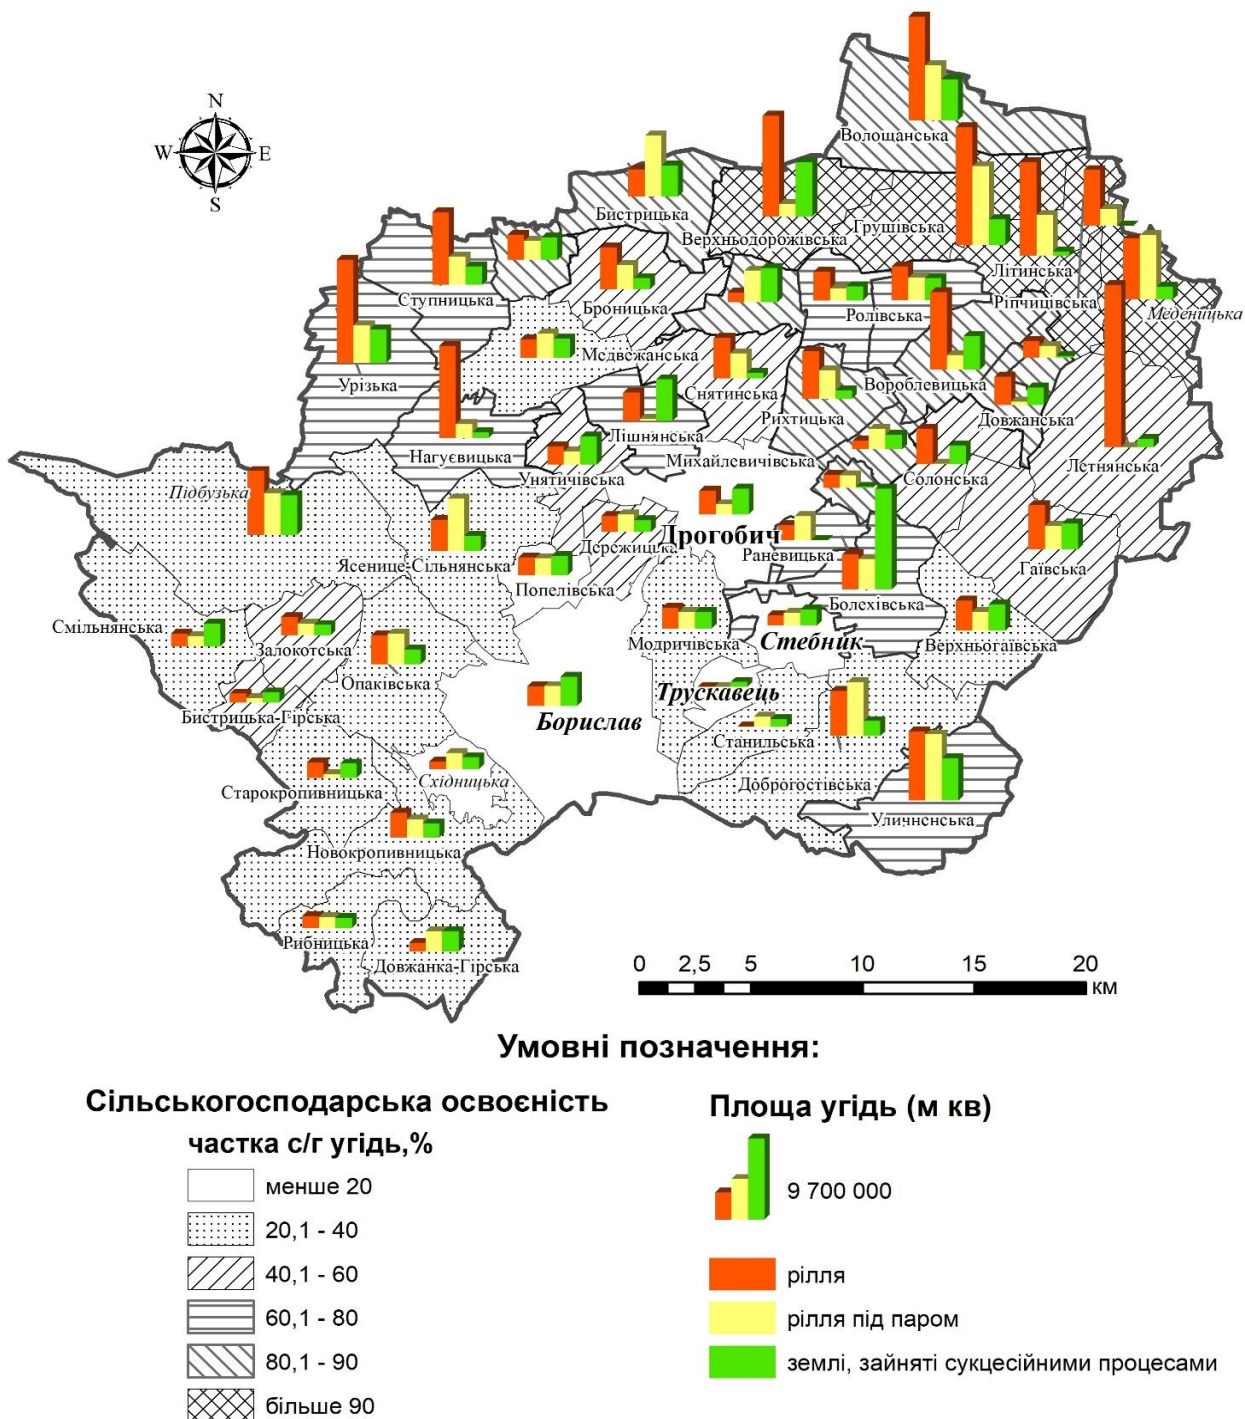 N
W E
S
Волощанська
Бистрицька
Верхньодорожівська
Грушівська
Літинська
Ступницька
Броницька
Ролівська
Ріпчицівська
Меденицька
Урізька
Медвежанська
Снятинська
Вороблевицька
Рихтицька
Довжанська
Лішнянська
Нагуєвицька
Унятичівська
Михайлевичівська
Солонська
Летнянська
Підбузька
Дрогобич
Ясенице-Сільнянська
Дережицька
Раневицька
Гаївська
Попелівська
Болехівська
Смільнянська
Залокотська
Модричівська
Стебник
Верхньогаївська
Опаківська
Трускавець
Бистрицька-Гірська
Борислав
Станильська
Східницька
Старокропивницька
Доброгостівська
Уличненська
Новокропивницька
Рибницька
Довжанка-Гірська
0 2,5 5 10 15 20
км
Умовні позначення:
Сільськогосподарська освоєність
частка с/г угідь,%
менше 20
20,1 - 40
40,1 - 60
60,1 - 80
80,1 - 90
більше 90
Площа угідь (м кв)
9 700 000
рілля
рілля під паром
землі, зайняті сукцесійними процесами